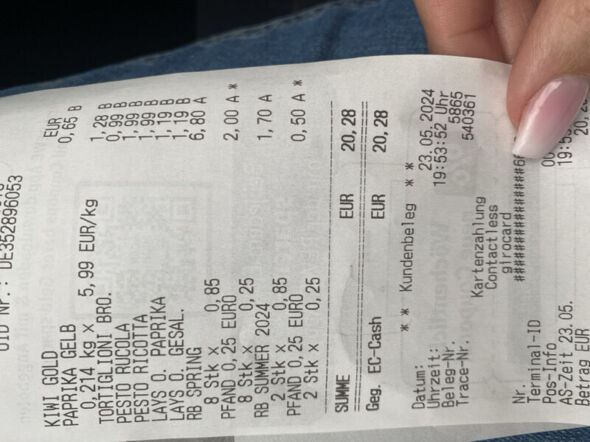 UID Nr.: DE352896053
EUR
KIWI GOLD 0,65 B
PAPRIKA GELB
0,214 kg x 5,99 EUR/kg 1,28 B
TORTIGLIONI BRO. 0,99 B
PESTO RUCOLA 1,99 B
PESTO RICOTTA 1,99 B
LAYS O. PAPRIKA 1,19 B
LAYS O. GESAL. 1,19 B
RB SPRING 6,80 A
8 Stk x 0,85
PFAND 0,25 EURO 2,00 A *
8 Stk x 0,25
RB SUMMER 2024 1,70 A
2 Stk x 0,85
PFAND 0,25 EURO 0,50 A *
2 Stk x 0,25
SUMME EUR 20,28
Geg. EC-Cash EUR 20,28
* * Kundenbeleg * *
Datum: 23.05.2024
Uhrzeit: 19:53:52 Uhr
Beleg-Nr. 5865
Trace-Nr. 540361
Kartenzahlung
Contactless
girocard
Nr.
Terminal-ID
Pos-Info
AS-Zeit 23.05.
Betrag EUR